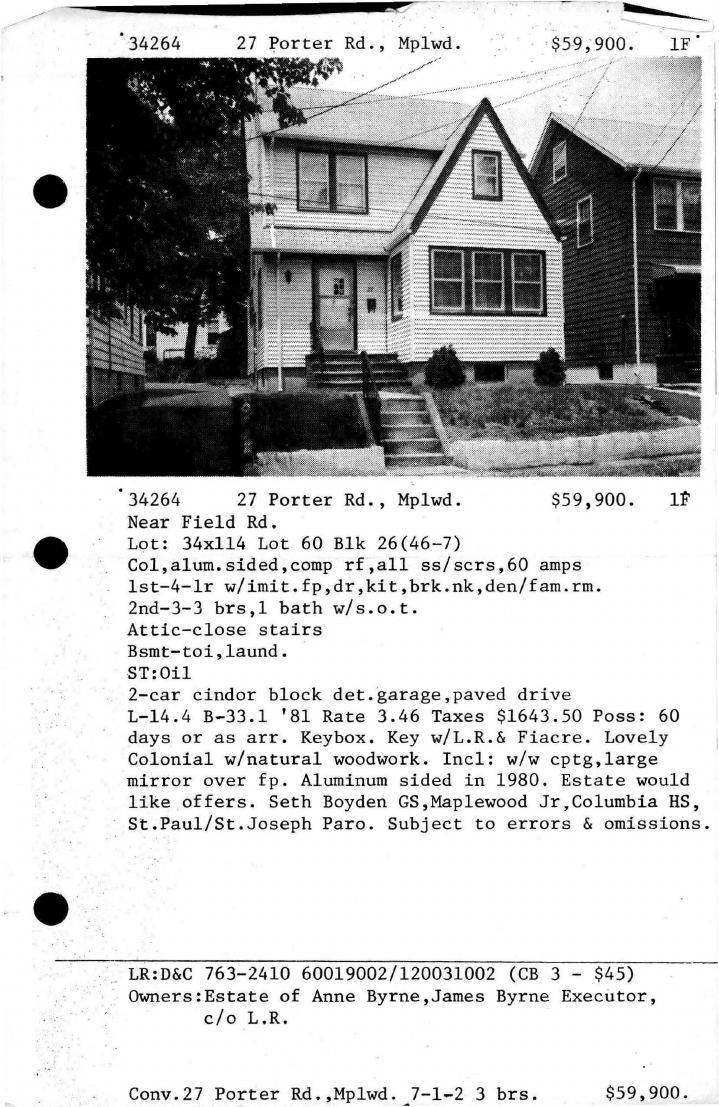 34264 27 Porter Rd., Mplwd. $59,900. 1F
34264 27 Porter Rd., Mplwd. $59,900. 1F
Near Field Rd.
Lot: 34x114 Lot 60 Blk 26(46-7)
Col,alum.sided,comp rf,all ss/scrs,60 amps
1st-4-lr w/imit.fp,dr,kit,brk.nk,den/fam.rm.
2nd-3-3 brs,1 bath w/s.o.t.
Attic-close stairs
Bsmt-toi,laund.
ST:Oil
2-car cindor block det.garage,paved drive
L-14.4 B-33.1 '81 Rate 3.46 Taxes $1643.50 Poss: 60
days or as arr. Keybox. Key w/L.R.& Fiacre. Lovely
Colonial w/natural woodwork. Incl: w/w cptg,large
mirror over fp. Aluminum sided in 1980. Estate would
like offers. Seth Boyden GS,Maplewood Jr,Columbia HS,
St.Paul/St.Joseph Paro. Subject to errors & omissions.
LR:D&C 763-2410 60019002/120031002 (CB 3 - $45)
Owners:Estate of Anne Byrne,James Byrne Executor,
c/o L.R.
Conv.27 Porter Rd.,Mplwd. 7-1-2 3 brs. $59,900.